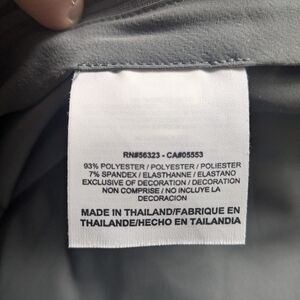 RN#56323 - CA#05553
93% POLYESTER / POLYESTER / POLIESTER
7% SPANDEX / ELASTHANNE / ELASTANO
EXCLUSIVE OF DECORATION / DECORATION
NON COMPRISE / NO INCLUYE LA
DECORACIÓN
MADE IN THAILAND/FABRIQUE EN
THAILANDE/HECHO EN TAILANDIA